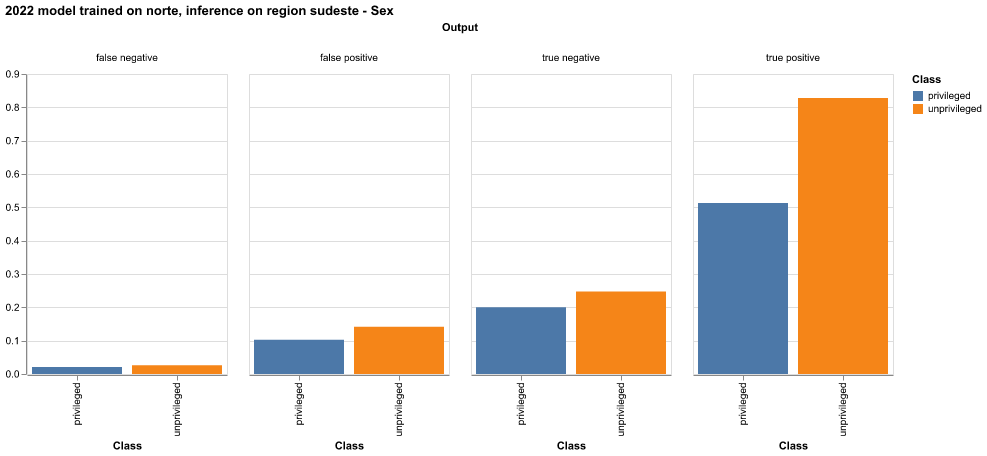 2022 model trained on norte, inference on region sudeste - Sex
Output
false negative
false positive
true negative
true positive
0.9
0.8
0.7
0.6
0.5
0.4
0.3
0.2
0.1
0.0
privileged
unprivileged
privileged
unprivileged
privileged
unprivileged
privileged
unprivileged
Class
Class
Class
Class
Class
privileged
unprivileged